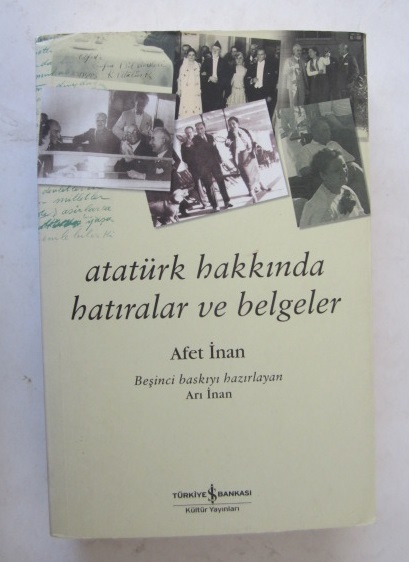 atatürk hakkında
hatıralar ve belgeler
Afet İnan
Beşinci baskıyı hazırlayan
Arı İnan
TÜRKİYE İŞ BANKASI
Kültür Yayınları